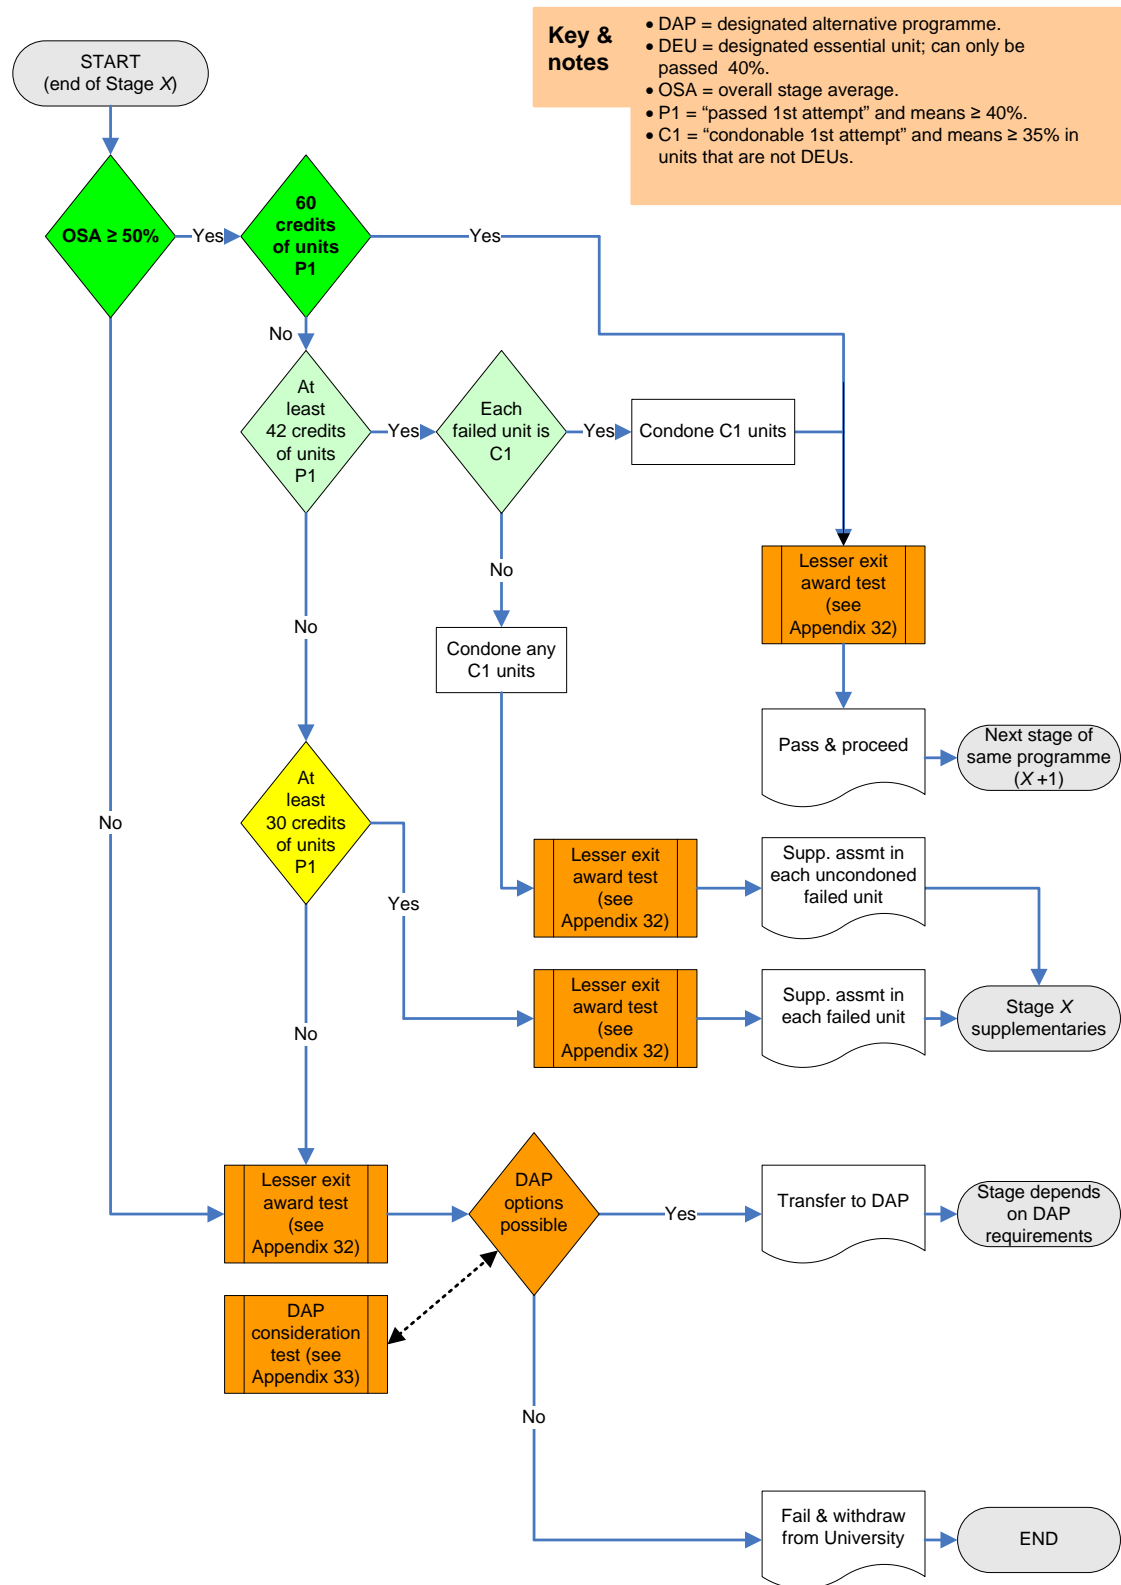 START
(end of Stage X)
Key &
notes
• DAP = designated alternative programme.
• DEU = designated essential unit; can only be
passed  40%.
• OSA = overall stage average.
• P1 = “passed 1st attempt” and means ≥ 40%.
• C1 = “condonable 1st attempt” and means ≥ 35% in
units that are not DEUs.
OSA ≥ 50%
Yes
60
credits
of units
P1
Yes
No
At
least
42 credits
of units
P1
Yes
Each
failed unit is
C1
Yes
Condone C1 units
No
Lesser exit
award test
(see
Appendix 32)
No
Condone any
C1 units
Pass & proceed
Next stage of
same programme
(X +1)
No
At
least
30 credits
of units
P1
Yes
Lesser exit
award test
(see
Appendix 32)
Supp. assmt in
each uncondoned
failed unit
Lesser exit
award test
(see
Appendix 32)
Supp. assmt in
each failed unit
Stage X
supplementaries
No
Lesser exit
award test
(see
Appendix 32)
DAP
options
possible
Yes
Transfer to DAP
Stage depends
on DAP
requirements
DAP
consideration
test (see
Appendix 33)
No
Fail & withdraw
from University
END